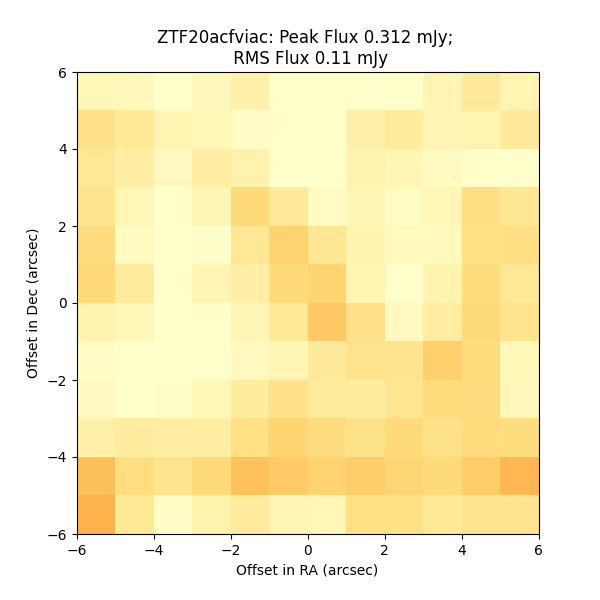 ZTF20acfviac: Peak Flux 0.312 mJy;
RMS Flux 0.11 mJy
6
4
2
0
−2
−4
−6
Offset in Dec (arcsec)
−6 −4 −2 0 2 4 6
Offset in RA (arcsec)